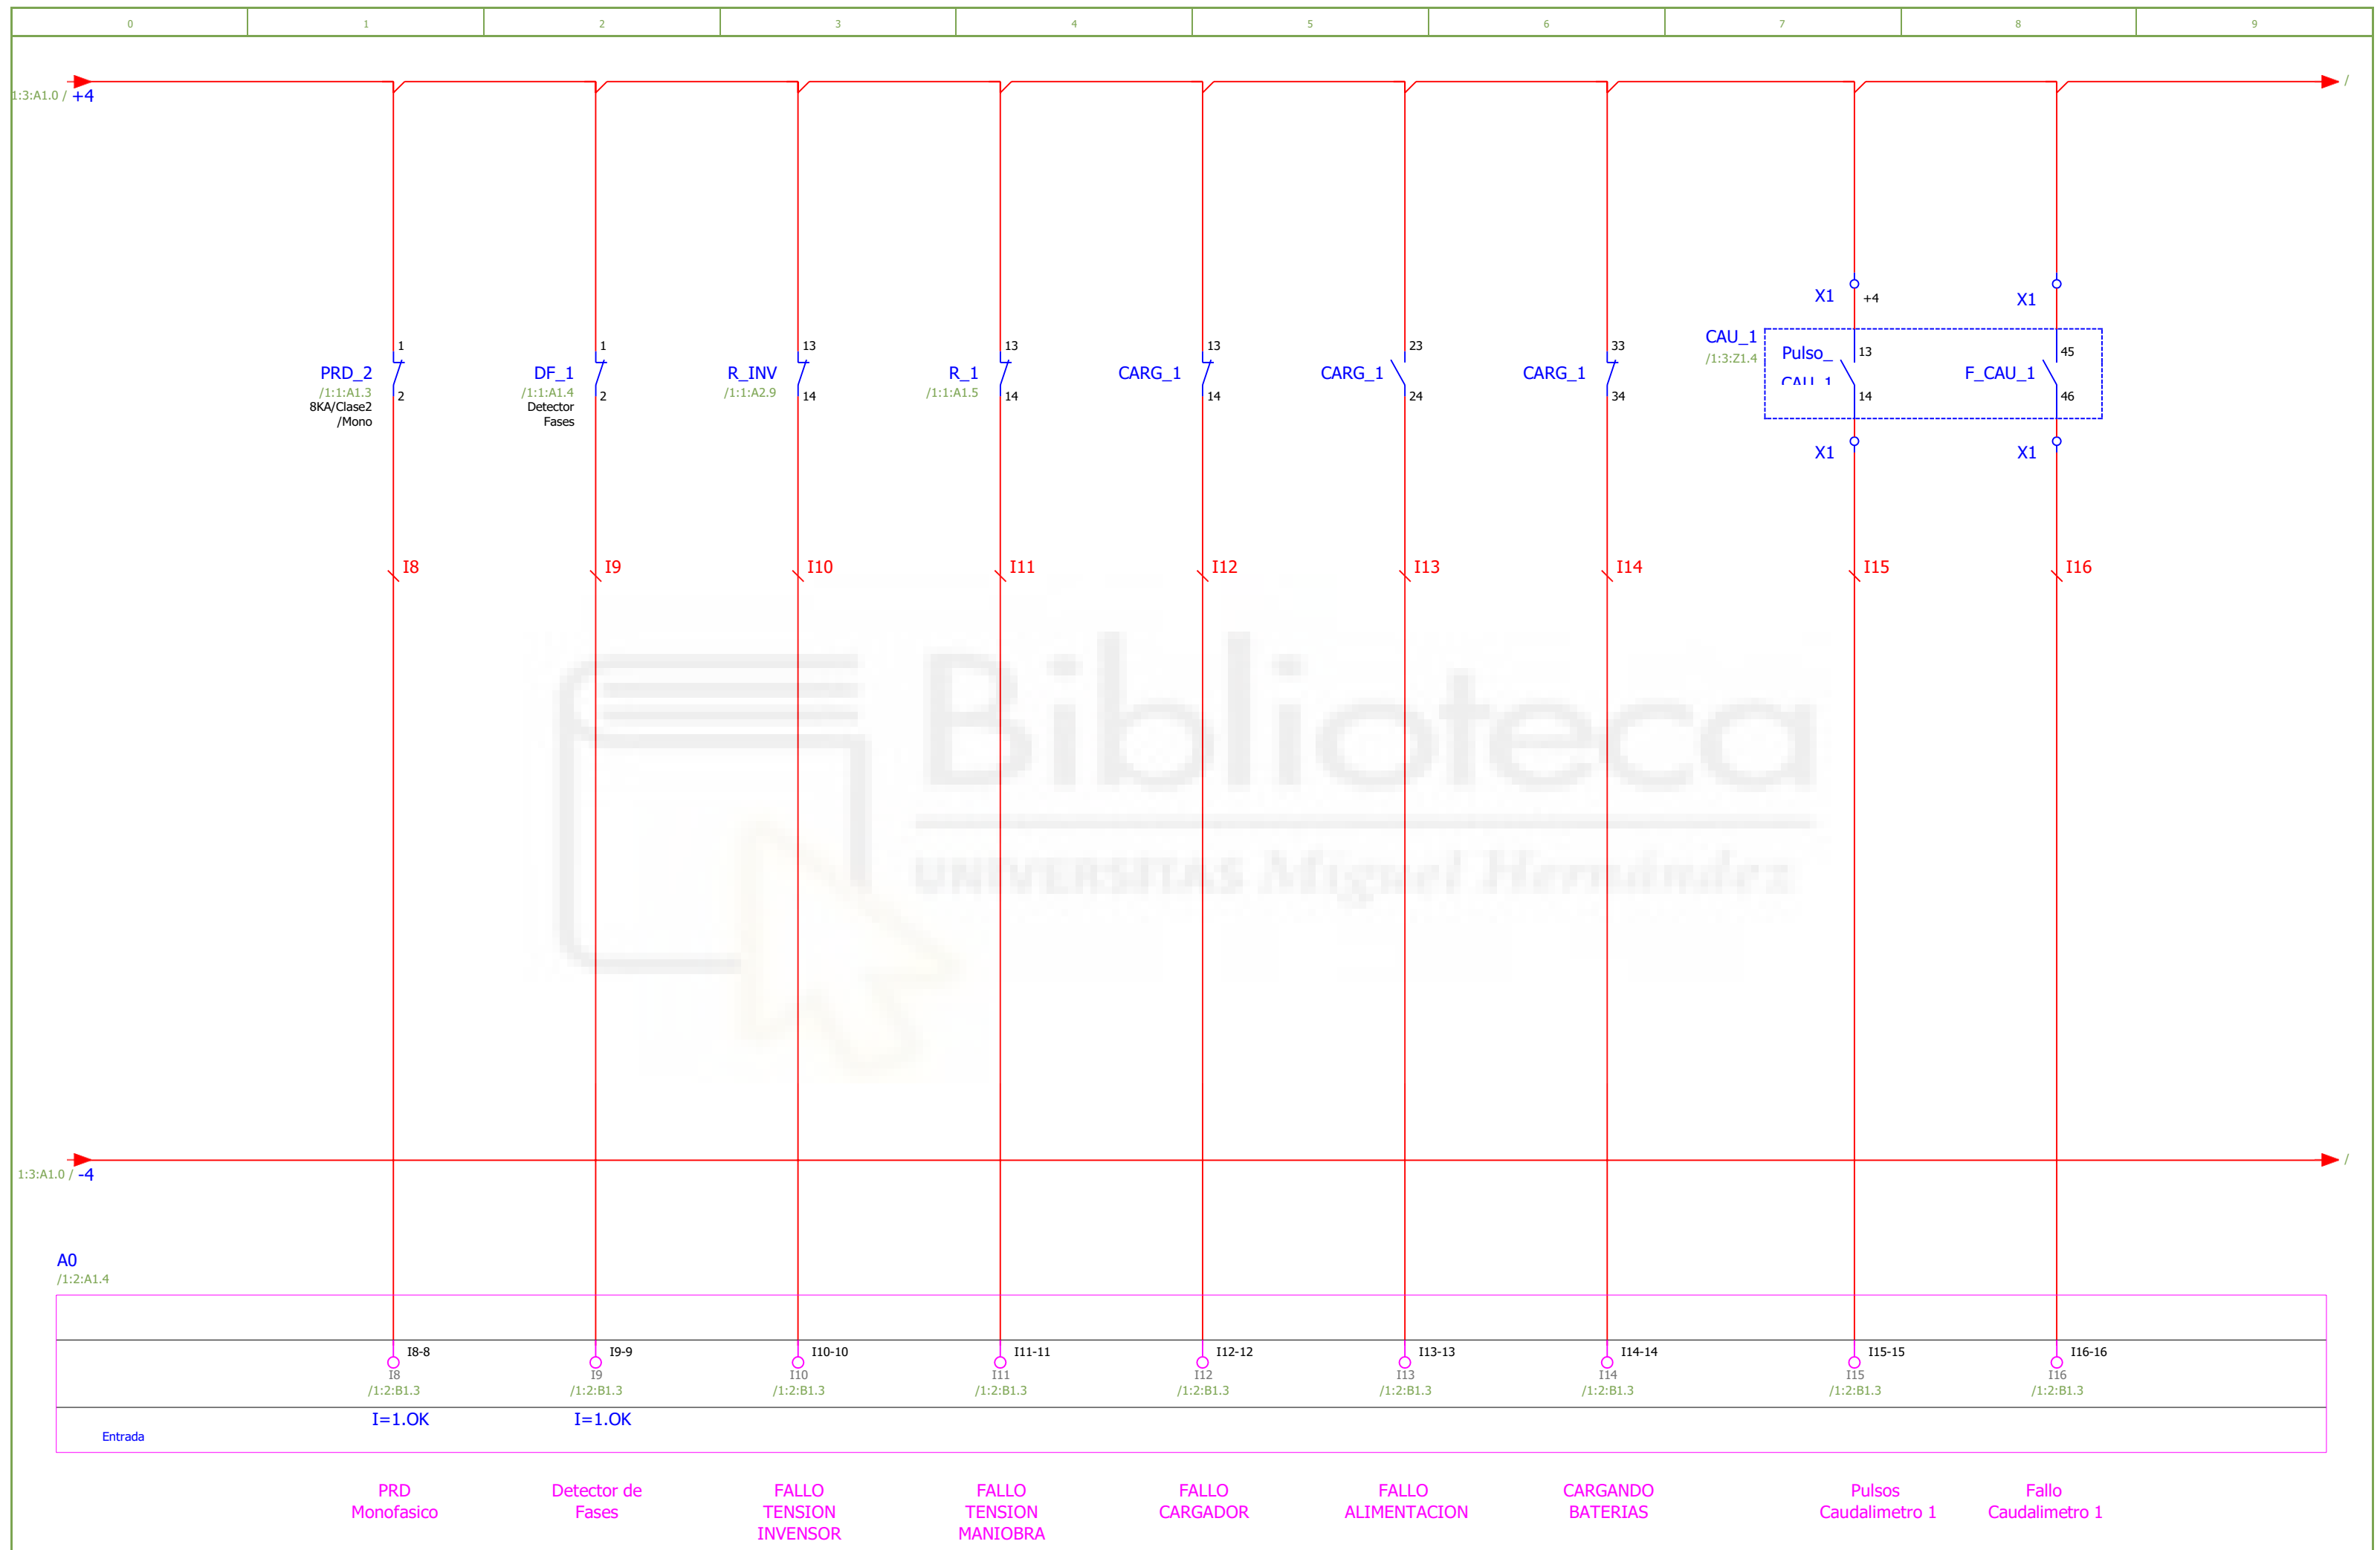 0 1 2 3 4 5 6 7 8 9
1:3:A1.0 / +4 /
X1 +4 X1
1 1 13 13 13 23 33
CAU_1 Pulso_ 13 45
/1:3:Z1.4 CAU_1
PRD_2 DF_1 R_INV R_1 CARG_1 CARG_1 CARG_1 F_CAU_1
/1:1:A1.3 /1:1:A1.4 /1:1:A2.9 /1:1:A1.5
2 2 14 14 14 24 34 14 46
8KA/Clase2 Detector
/Mono Fases
X1 X1
I8 I9 I10 I11 I12 I13 I14 I15 I16
Biblioteca
UNIVERSITAS Miguel Hernández
1:3:A1.0 / -4 /
A0
/1:2:A1.4
I8-8 I9-9 I10-10 I11-11 I12-12 I13-13 I14-14 I15-15 I16-16
I8 I9 I10 I11 I12 I13 I14 I15 I16
/1:2:B1.3 /1:2:B1.3 /1:2:B1.3 /1:2:B1.3 /1:2:B1.3 /1:2:B1.3 /1:2:B1.3 /1:2:B1.3 /1:2:B1.3
I=1.OK I=1.OK
Entrada
PRD Detector de FALLO FALLO FALLO FALLO CARGANDO Pulsos Fallo
Monofasico Fases TENSION TENSION CARGADOR ALIMENTACION BATERIAS Caudalimetro 1 Caudalimetro 1
INVENSOR MANIOBRA